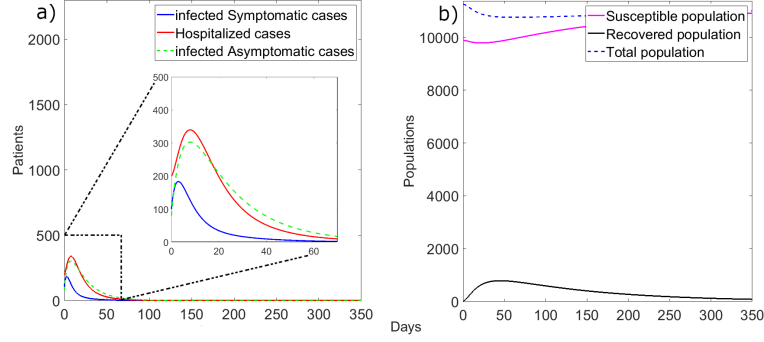 a)
infected Symptomatic cases
Hospitalized cases
infected Asymptomatic cases
Patients
2000
1500
1000
500
0
0 50 100 150 200 250 300 350
500
400
300
200
100
0
0 20 40 60
b)
Susceptible population
Recovered population
Total population
Populations
10000
8000
6000
4000
2000
0
0 50 100 150 200 250 300 350
Days